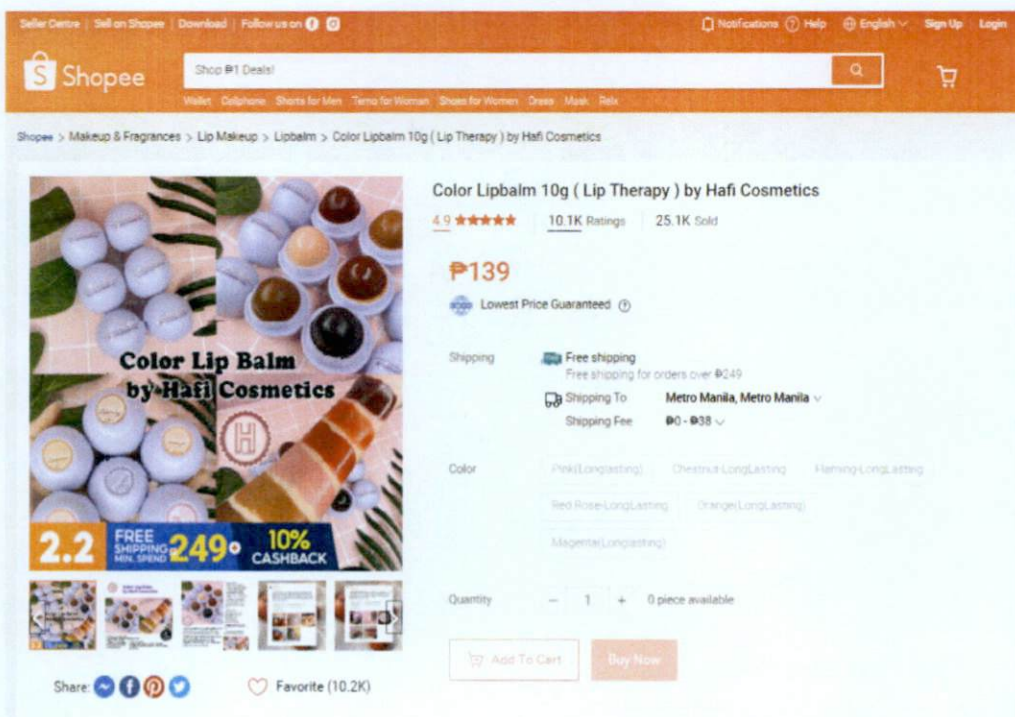 Seller Centre | Sell on Shopee | Download | Follow us on
Notifications Help English Sign Up Login
Shopee
Shop ₱1 Deals!
Wallet Cellphone Shorts for Men Terno for Woman Shoes for Women Dress Mask Relx
Shopee > Makeup & Fragrances > Lip Makeup > Lipbalm > Color Lipbalm 10g ( Lip Therapy ) by Hafi Cosmetics
Color Lipbalm 10g ( Lip Therapy ) by Hafi Cosmetics
4.9 10.1K Ratings 25.1K Sold
₱139
Lowest Price Guaranteed
Shipping Free shipping
Free shipping for orders over ₱249
Shipping To Metro Manila, Metro Manila
Shipping Fee ₱0 - ₱38
Color Pink(Longlasting) Chestnut-LongLasting Flaming-LongLasting
Red Rose-LongLasting Orange(LongLasting)
Magenta(Longlasting)
Quantity - 1 + 0 piece available
Add To Cart Buy Now
Color Lip Balm
by Hafi Cosmetics
H
2.2 FREE SHIPPING MIN. SPEND 249 10% CASHBACK
Share: Favorite (10.2K)